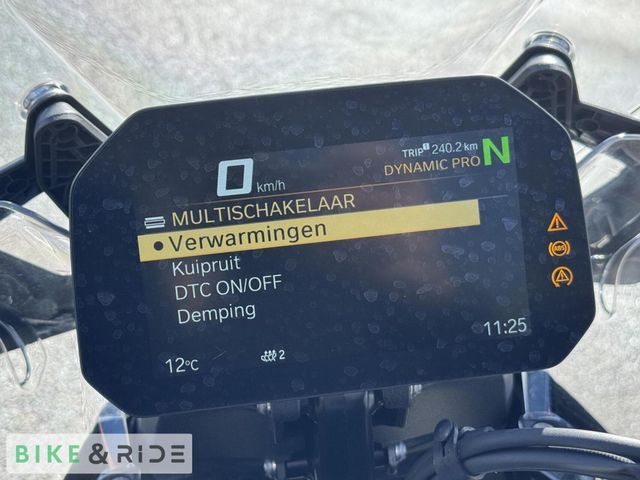 TRIP 1 240.2 km
0 km/h
DYNAMIC PRO N
MULTISCHAKELAAR
Verwarmingen
Kuipruit
DTC ON/OFF
Demping
ABS
12°C
2
11:25
BIKE & RIDE